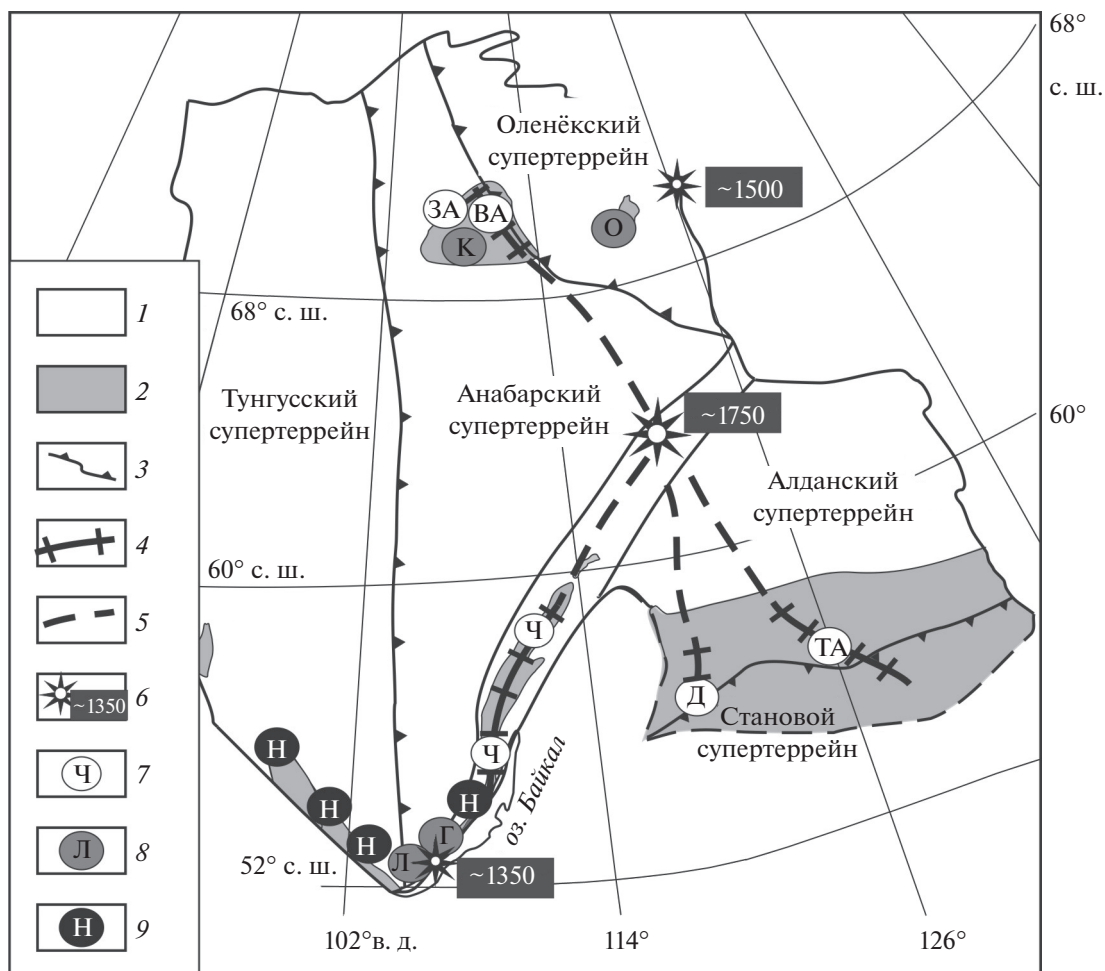 68°
с. ш.
Оленёкский
супертеррейн
~1500
ЗА
ВА
О
К
68° с. ш.
1
2
3
4
5
6
~1350
7
Ч
8
Л
9
Н
Тунгусский
супертеррейн
Анабарский
супертеррейн
~1750
60°
Алданский
супертеррейн
60° с. ш.
Ч
ТА
Д
Становой
супертеррейн
Ч
Н
Н
Н
Н
Г
Л
оз. Байкал
52° с. ш.
~1350
102°в. д.
114°
126°